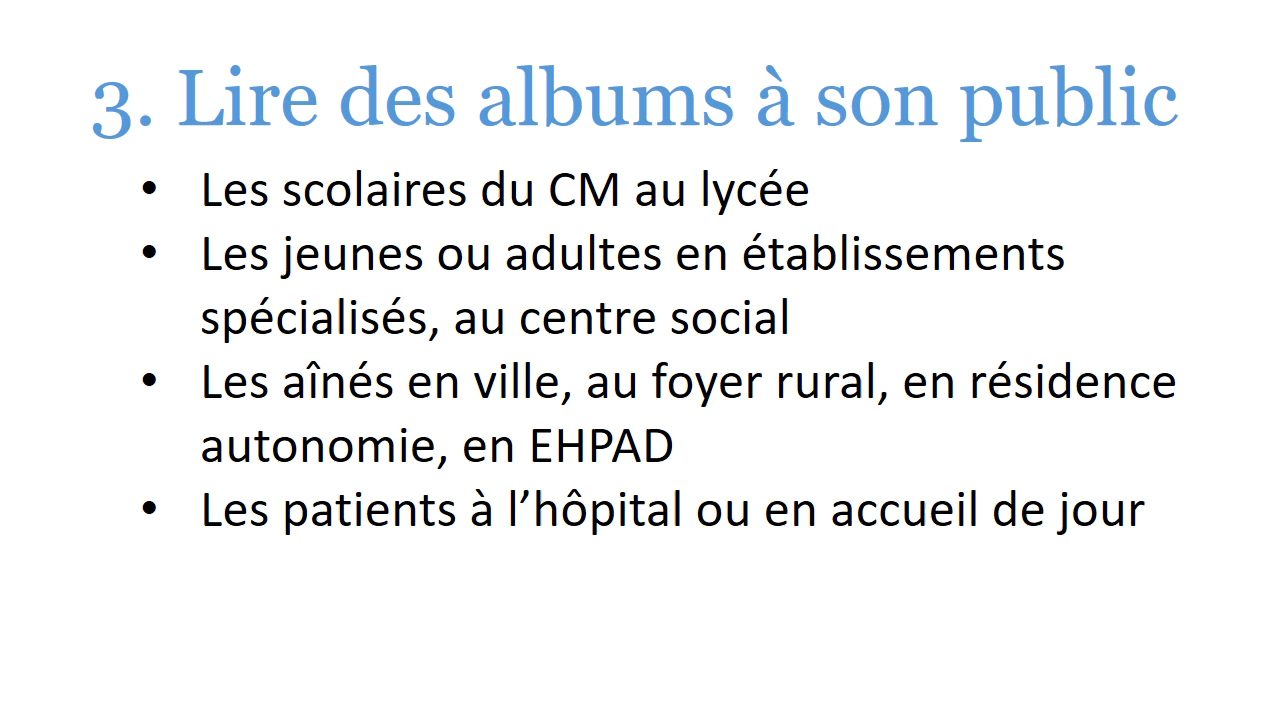 3. Lire des albums à son public
• Les scolaires du CM au lycée
• Les jeunes ou adultes en établissements
spécialisés, au centre social
• Les aînés en ville, au foyer rural, en résidence
autonomie, en EHPAD
• Les patients à l’hôpital ou en accueil de jour